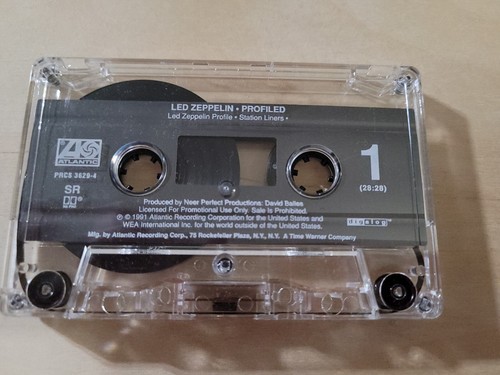 LED ZEPPELIN • PROFILED
Led Zeppelin Profile • Station Liners •
ATLANTIC
PRCS 3629-4
SR
1
(28:28)
Produced by Neer Perfect Productions: David Balies
Licensed For Promotional Use Only. Sale Is Prohibited.
℗ © 1991 Atlantic Recording Corporation for the United States and
WEA International Inc. for the world outside of the United States.
digalog
Mfg. by Atlantic Recording Corp., 75 Rockefeller Plaza, N.Y., N.Y. A Time Warner Company